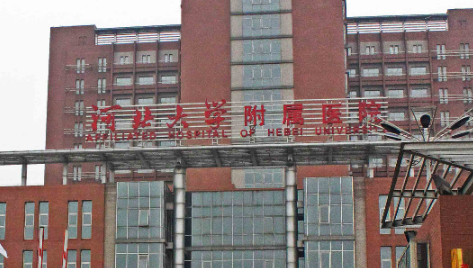 河北大学附属医院
AFFILIATED HOSPITAL OF HEBEI UNIVERSITY